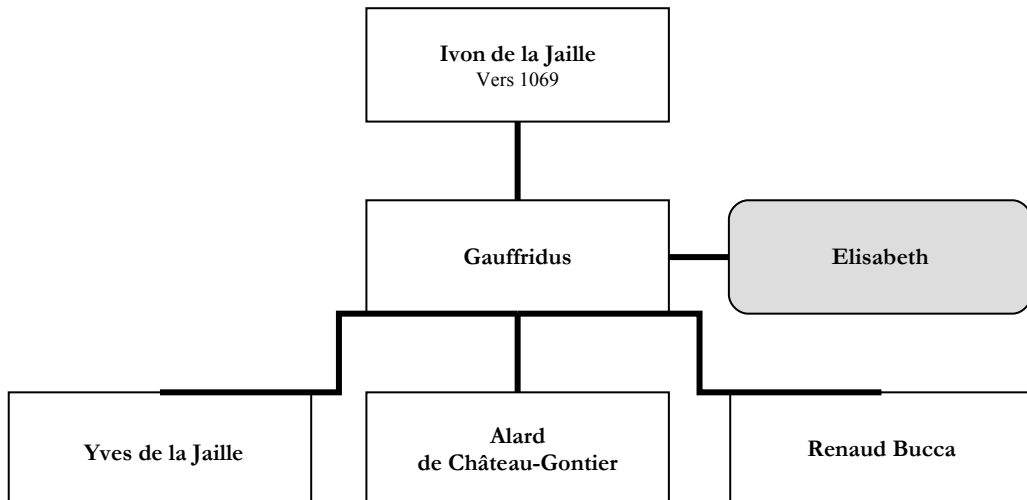 Ivon de la Jaille
Vers 1069
Gauffridus
Elisabeth
Yves de la Jaille
Alard
de Château-Gontier
Renaud Bucca